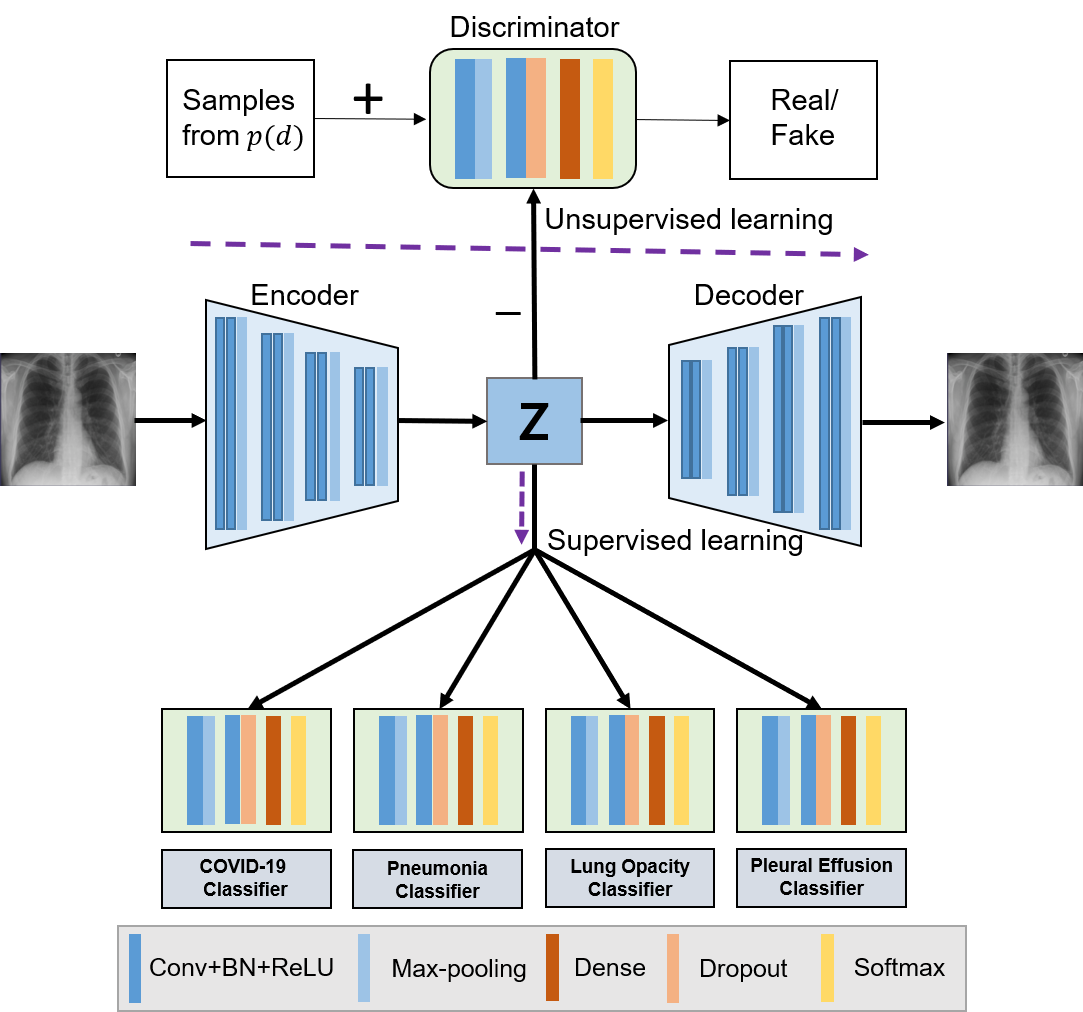 Discriminator
Samples
from p(d)
+
Real/
Fake
Unsupervised learning
Encoder
Decoder
–
Z
Supervised learning
COVID-19
Classifier
Pneumonia
Classifier
Lung Opacity
Classifier
Pleural Effusion
Classifier
Conv+BN+ReLU
Max-pooling
Dense
Dropout
Softmax